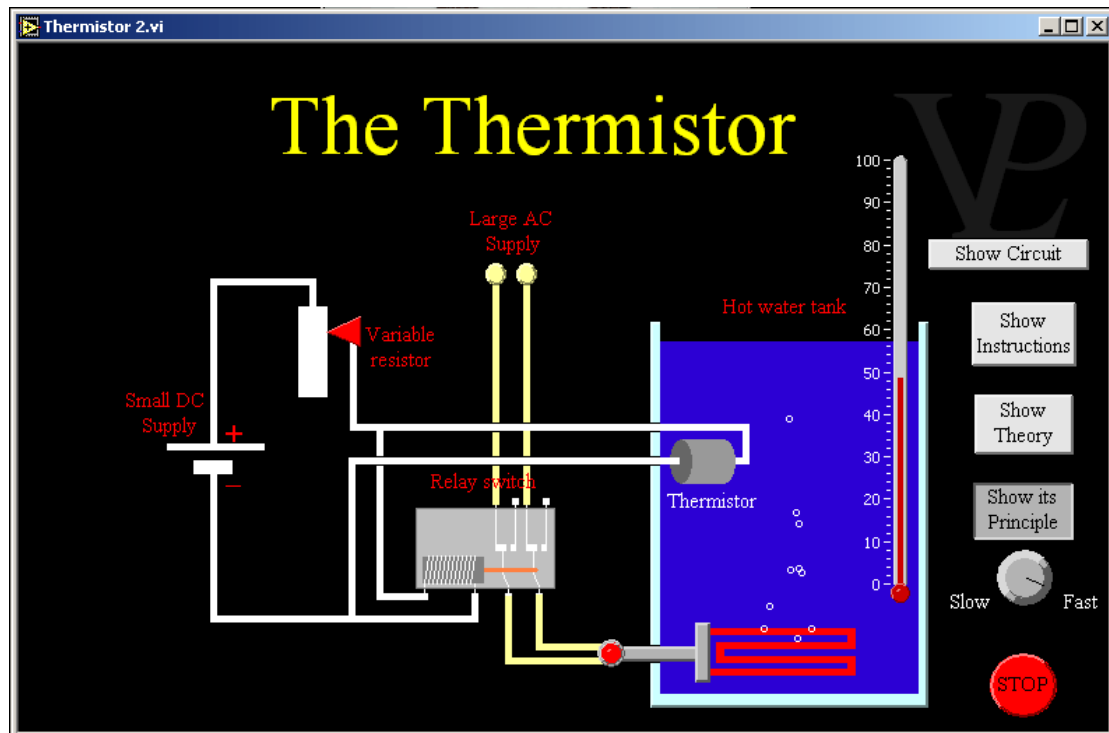 Thermistor 2.vi
The Thermistor
VPL
Large AC
Supply
Variable
resistor
Small DC
Supply
+
−
Relay switch
Hot water tank
Thermistor
100
90
80
70
60
50
40
30
20
10
0
Show Circuit
Show
Instructions
Show
Theory
Show its
Principle
Slow Fast
STOP